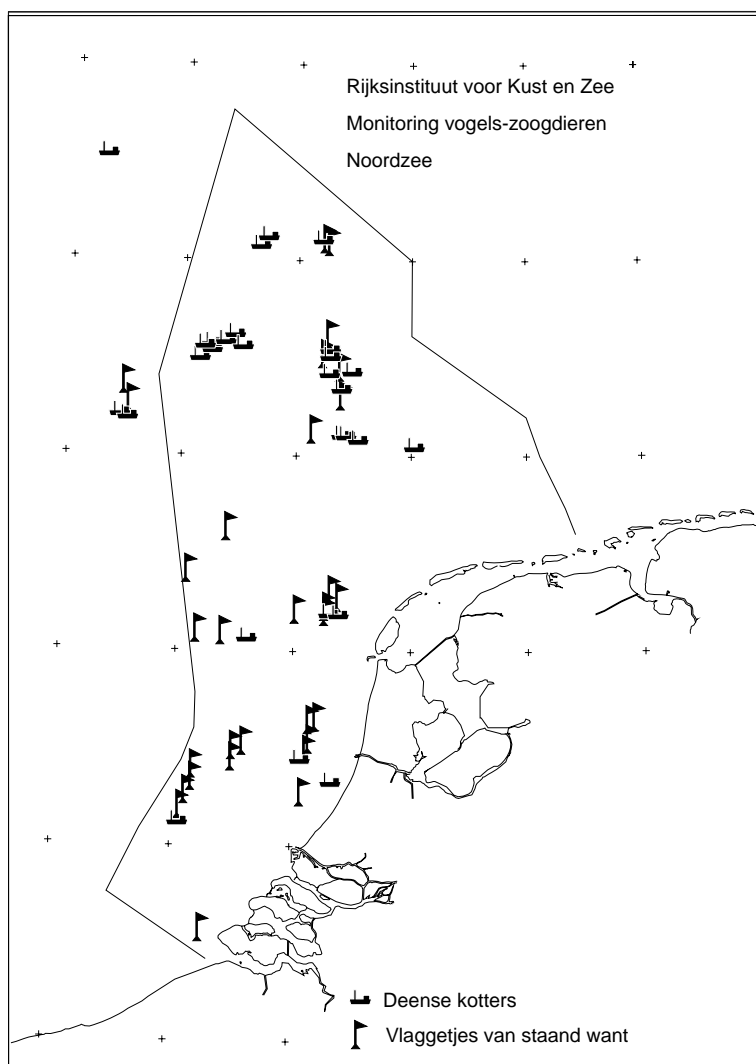 Rijksinstituut voor Kust en Zee
Monitoring vogels-zoogdieren
Noordzee
Deense kotters
Vlaggetjes van staand want